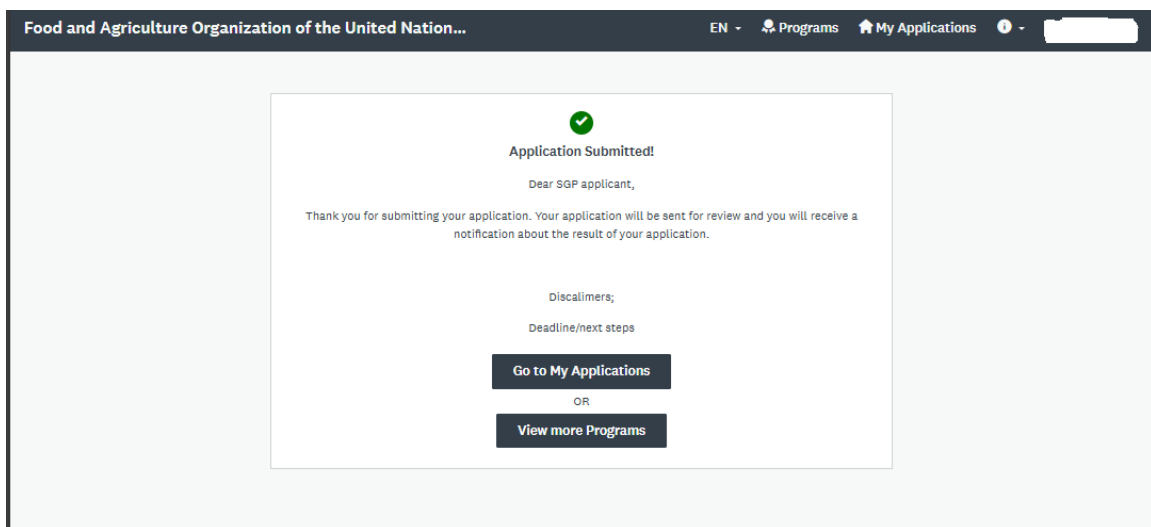 Food and Agriculture Organization of the United Nation...
EN
Programs
My Applications
Application Submitted!
Dear SGP applicant,
Thank you for submitting your application. Your application will be sent for review and you will receive a
notification about the result of your application.
Discalimers;
Deadline/next steps
Go to My Applications
OR
View more Programs